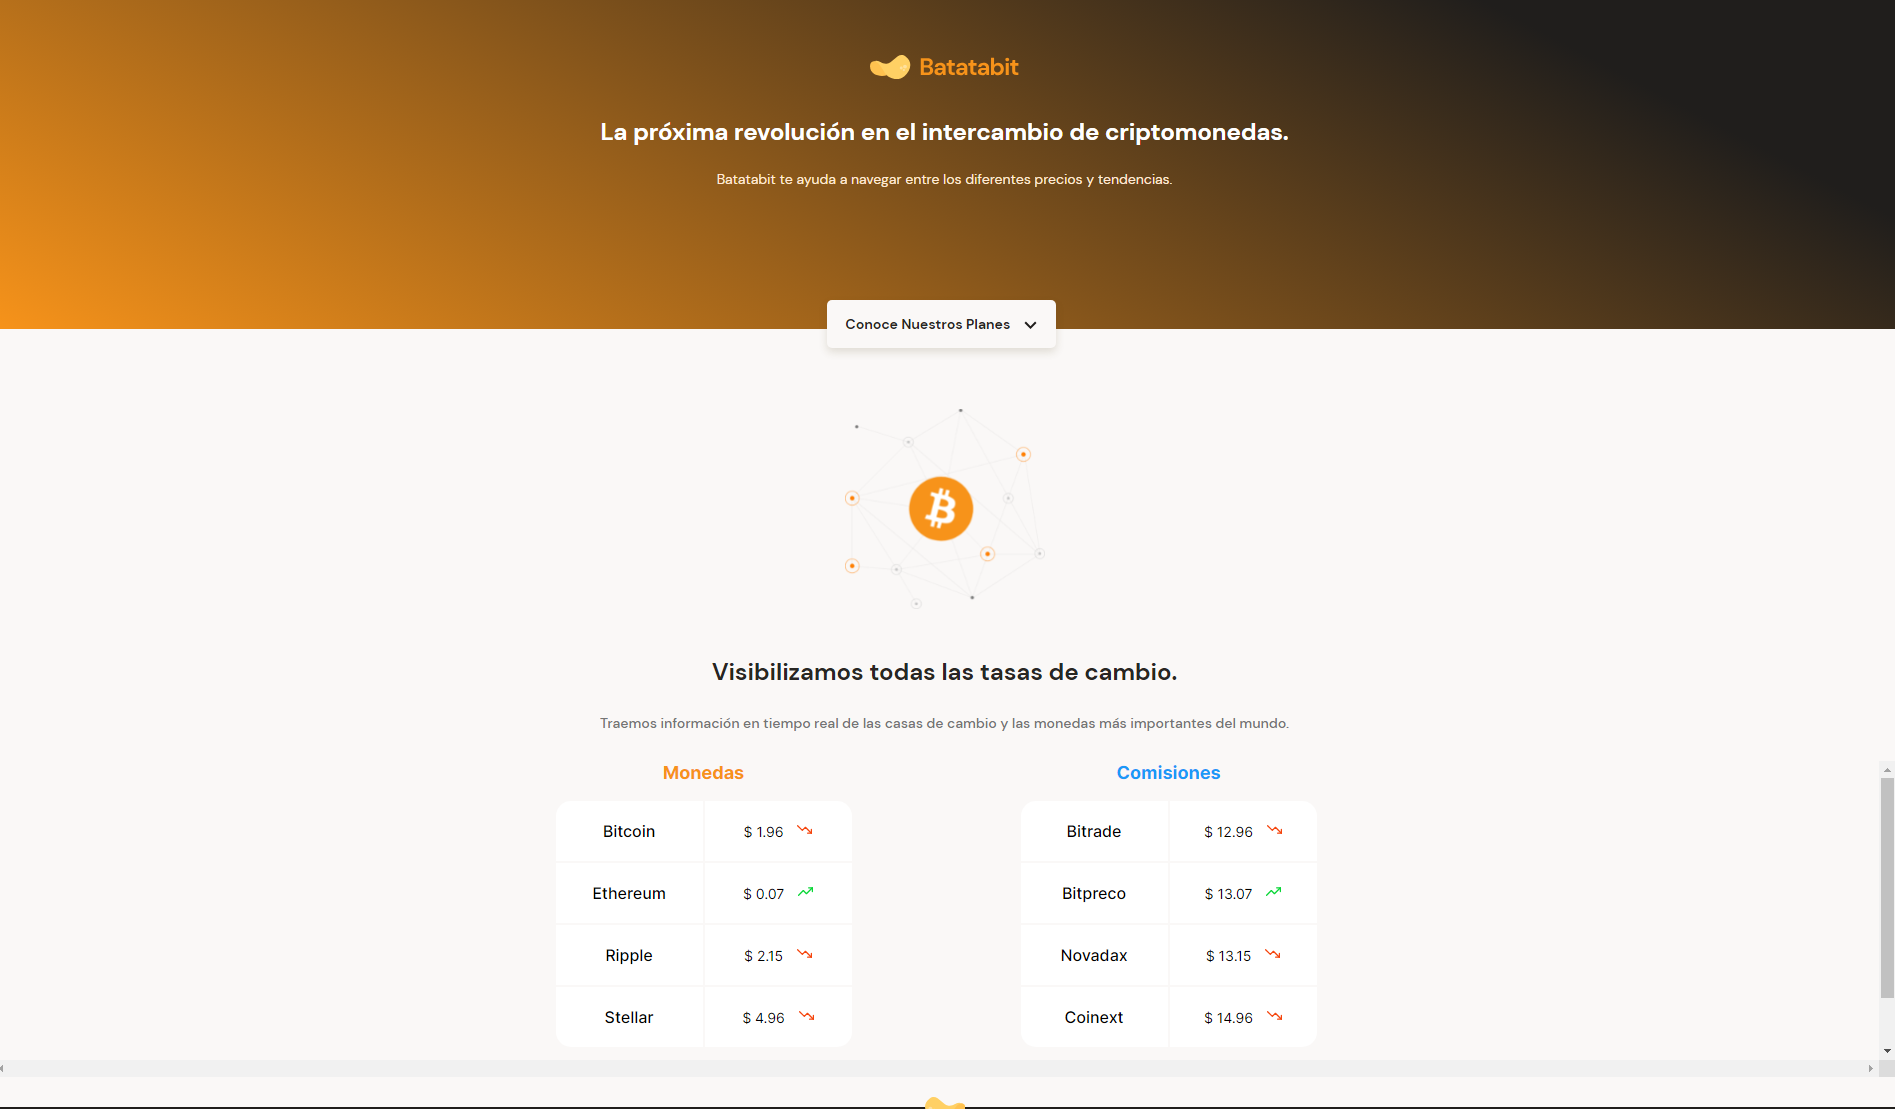 Batatabit
La próxima revolución en el intercambio de criptomonedas.
Batatabit te ayuda a navegar entre los diferentes precios y tendencias.
Conoce Nuestros Planes
Visibilizamos todas las tasas de cambio.
Traemos información en tiempo real de las casas de cambio y las monedas más importantes del mundo.
Monedas
Bitcoin $ 1.96
Ethereum $ 0.07
Ripple $ 2.15
Stellar $ 4.96
Comisiones
Bitrade $ 12.96
Bitpreco $ 13.07
Novadax $ 13.15
Coinext $ 14.96